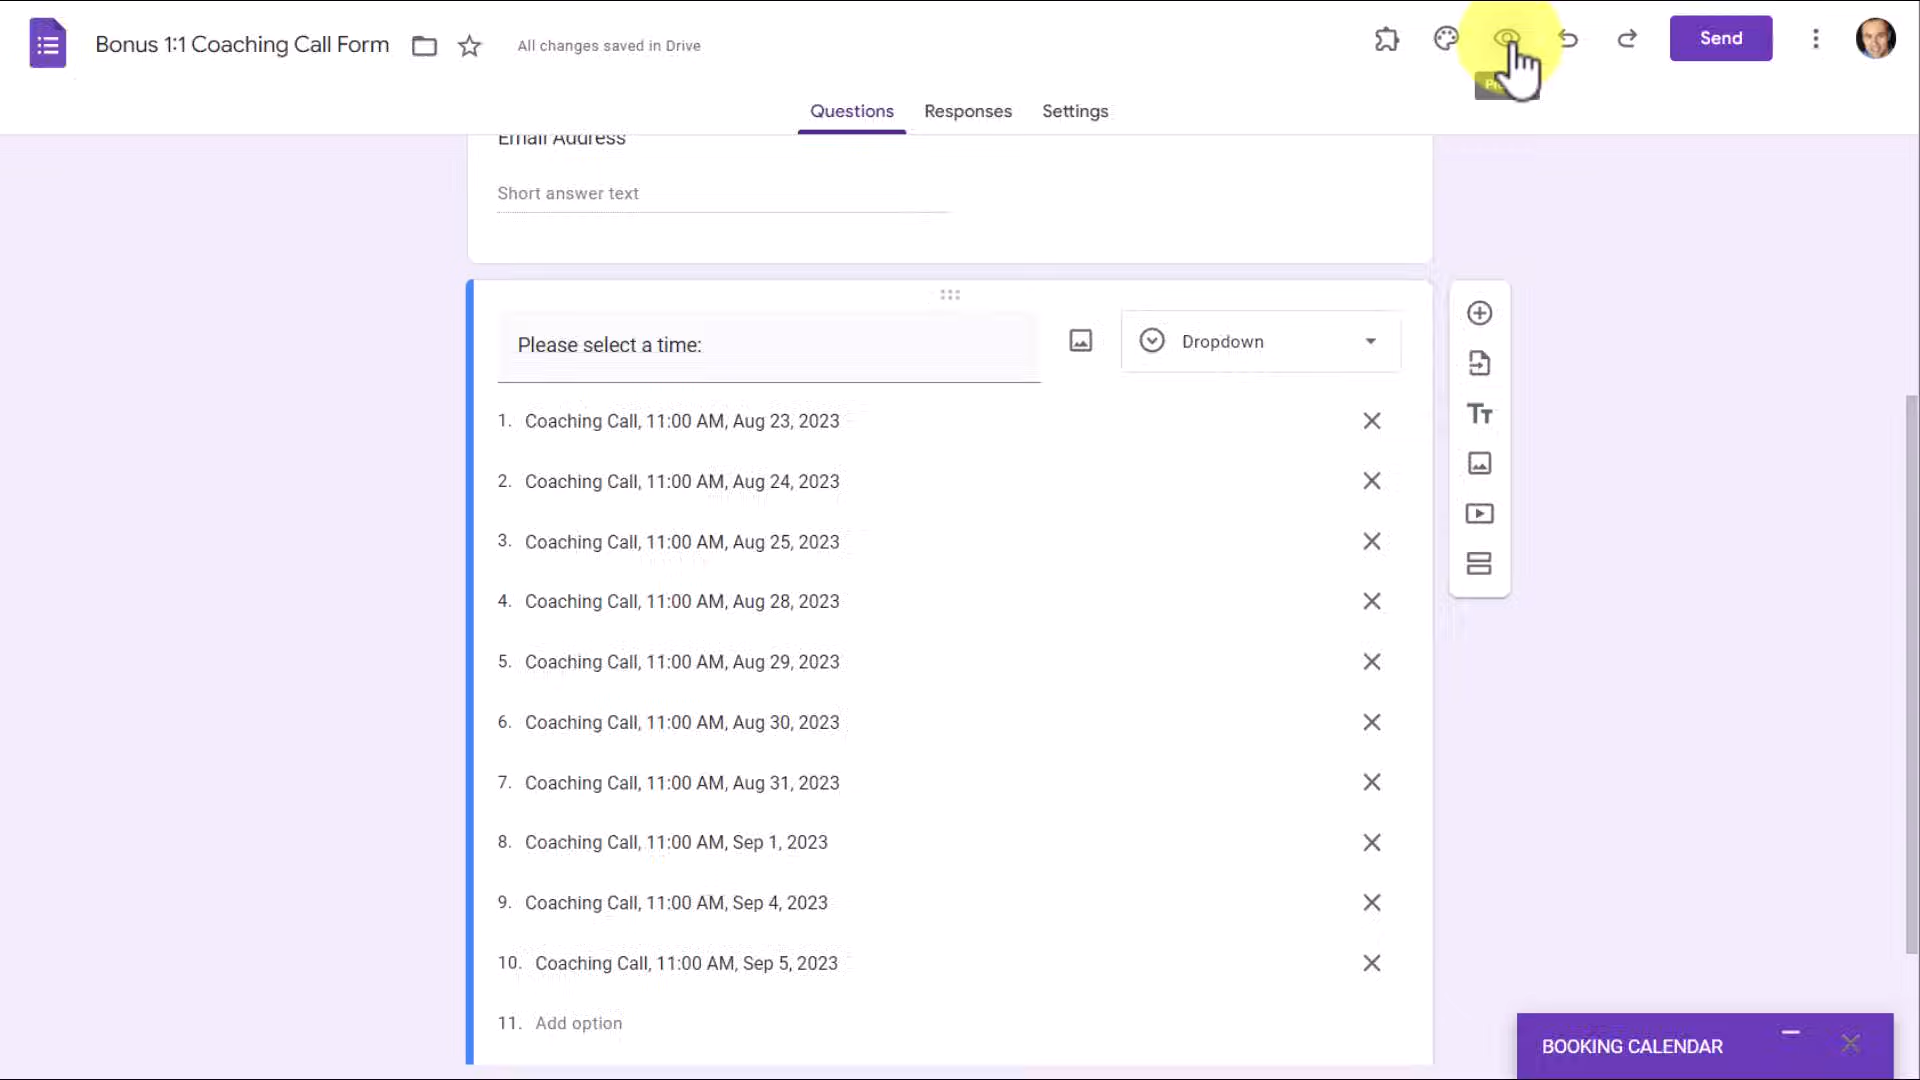 Bonus 1:1 Coaching Call Form
All changes saved in Drive
Send
Questions
Responses
Settings
Email Address
Short answer text
Please select a time:
Dropdown
1. Coaching Call, 11:00 AM, Aug 23, 2023
2. Coaching Call, 11:00 AM, Aug 24, 2023
3. Coaching Call, 11:00 AM, Aug 25, 2023
4. Coaching Call, 11:00 AM, Aug 28, 2023
5. Coaching Call, 11:00 AM, Aug 29, 2023
6. Coaching Call, 11:00 AM, Aug 30, 2023
7. Coaching Call, 11:00 AM, Aug 31, 2023
8. Coaching Call, 11:00 AM, Sep 1, 2023
9. Coaching Call, 11:00 AM, Sep 4, 2023
10. Coaching Call, 11:00 AM, Sep 5, 2023
11. Add option
Tт
BOOKING CALENDAR